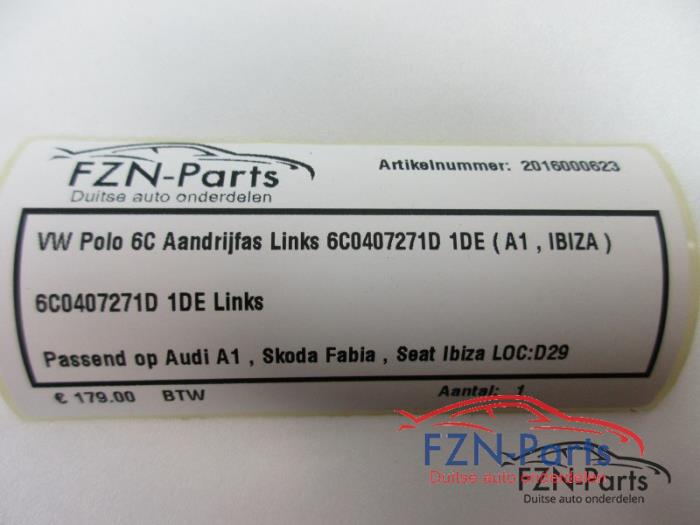 FZN-Parts
FZN-Parts
Duitse auto onderdelen
Artikelnummer: 2016000623
VW Polo 6C Aandrijfas Links 6C0407271D 1DE ( A1 , IBIZA )
6C0407271D 1DE Links
Passend op Audi A1 , Skoda Fabia , Seat Ibiza LOC:D29
€ 179.00 BTW
Aantal: 1
FZN-Parts
Duitse auto onderdelen
FZN-Parts
Duitse auto onderdelen